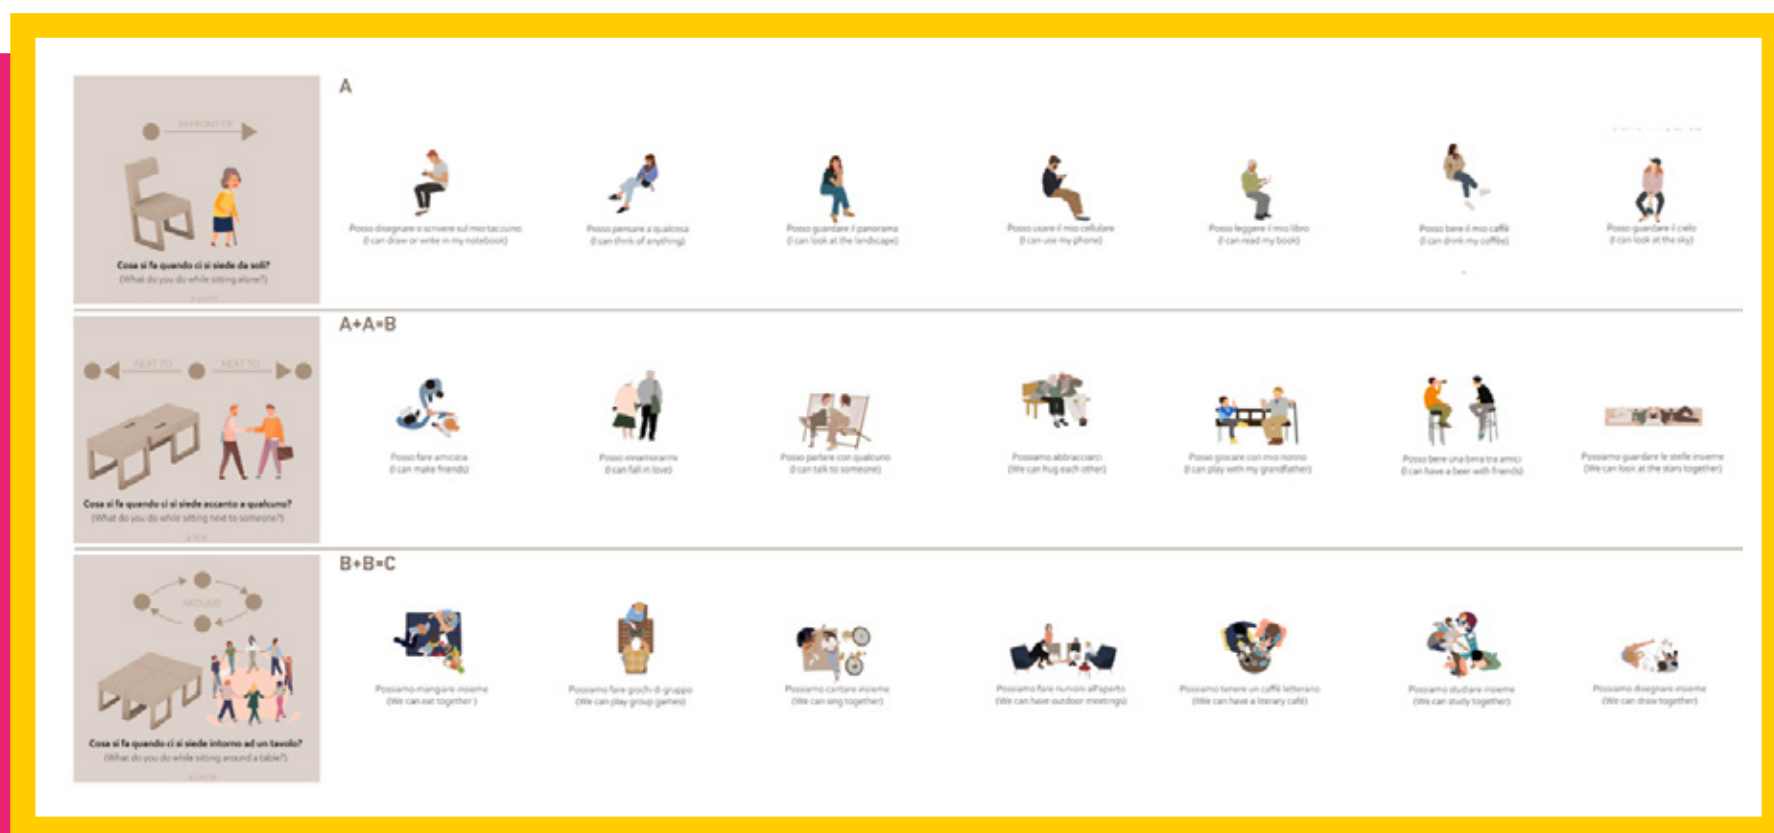 A
IN FRONT OF
Cosa si fa quando ci si siede da soli?
(What do you do while sitting alone?)
a point
Posso disegnare o scrivere sul mio taccuino
(I can draw or write in my notebook)
Posso pensare a qualcosa
(I can think of anything)
Posso guardare il panorama
(I can look at the landscape)
Posso usare il mio cellulare
(I can use my phone)
Posso leggere il mio libro
(I can read my book)
Posso bere il mio caffè
(I can drink my coffèe)
Posso guardare il cielo
(I can look at the sky)
A+A=B
NEXT TO NEXT TO
Cosa si fa quando ci si siede accanto a qualcuno?
(What do you do while sitting next to someone?)
a line
Posso fare amicizia
(I can make friends)
Posso innamorarmi
(I can fall in love)
Posso parlare con qualcuno
(I can talk to someone)
Possiamo abbracciarci
(We can hug each other)
Posso giocare con mio nonno
(I can play with my grandfather)
Posso bere una birra tra amici
(I can have a beer with friends)
Possiamo guardare le stelle insieme
(We can look at the stars together)
B+B=C
AROUND
Cosa si fa quando ci si siede intorno ad un tavolo?
(What do you do while sitting around a table?)
a circle
Possiamo mangiare insieme
(We can eat together )
Possiamo fare giochi di gruppo
(We can play group games)
Possiamo cantare insieme
(We can sing together)
Possiamo fare riunioni all'aperto
(We can have outdoor meetings)
Possiamo tenere un caffè letterario
(We can have a literary café)
Possiamo studiare insieme
(We can study together)
Possiamo disegnare insieme
(We can draw together)